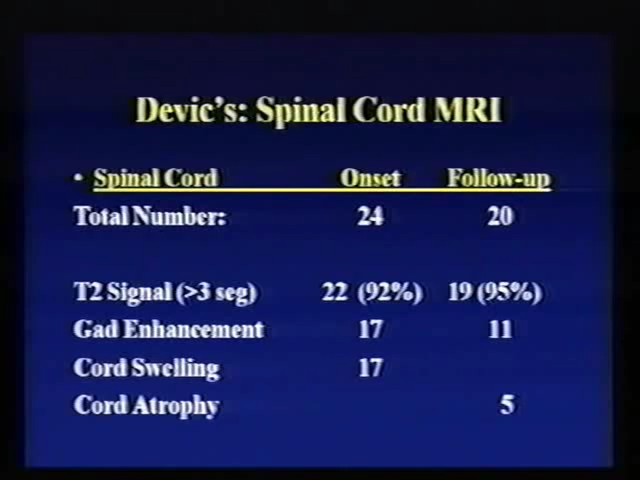 Devic's: Spinal Cord MRI
• Spinal Cord Onset Follow-up
Total Number: 24 20
T2 Signal (>3 seg) 22 (92%) 19 (95%)
Gad Enhancement 17 11
Cord Swelling 17
Cord Atrophy 5